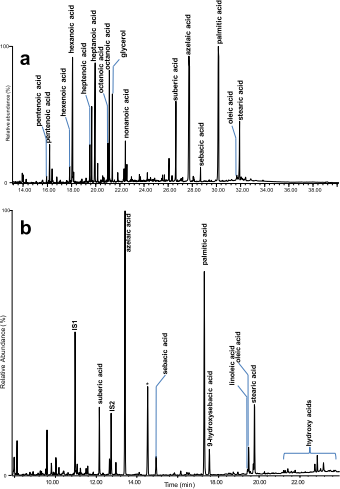 a
Relative abundance (%)
100
0
pentenoic acid
pentenoic acid
hexenoic acid
hexanoic acid
heptenoic acid
heptanoic acid
octenoic acid
octanoic acid
glycerol
nonanoic acid
suberic acid
azelaic acid
sebacic acid
palmitic acid
oleic acid
stearic acid
14.00 16.00 18.00 20.00 22.00 24.00 26.00 28.00 30.00 32.00 34.00 36.00 38.00
b
Relative Abundance (%)
100
0
IS1
suberic acid
IS2
azelaic acid
*
sebacic acid
palmitic acid
9-hydroxysebacic acid
linoleic acid
oleic acid
stearic acid
hydroxy acids
10.00 12.00 14.00 16.00 18.00 20.00 22.00
Time (min)